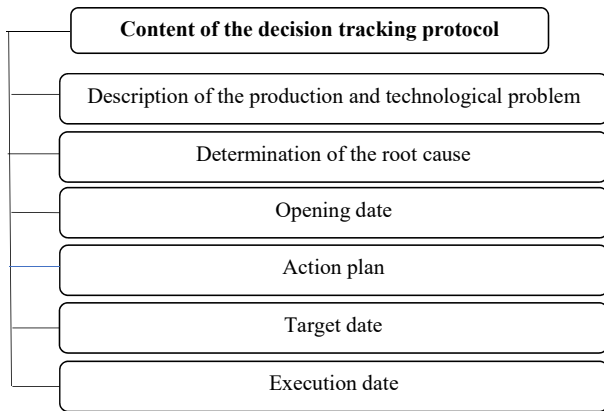 Content of the decision tracking protocol
Description of the production and technological problem
Determination of the root cause
Opening date
Action plan
Target date
Execution date